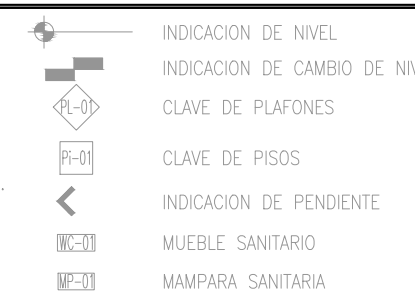 INDICACION DE NIVEL
INDICACION DE CAMBIO DE
PL-01 CLAVE DE PLAFONES
Pi-01 CLAVE DE PISOS
INDICACION DE PENDIENTE
WC-01 MUEBLE SANITARIO
MP-01 MAMPARA SANITARIA